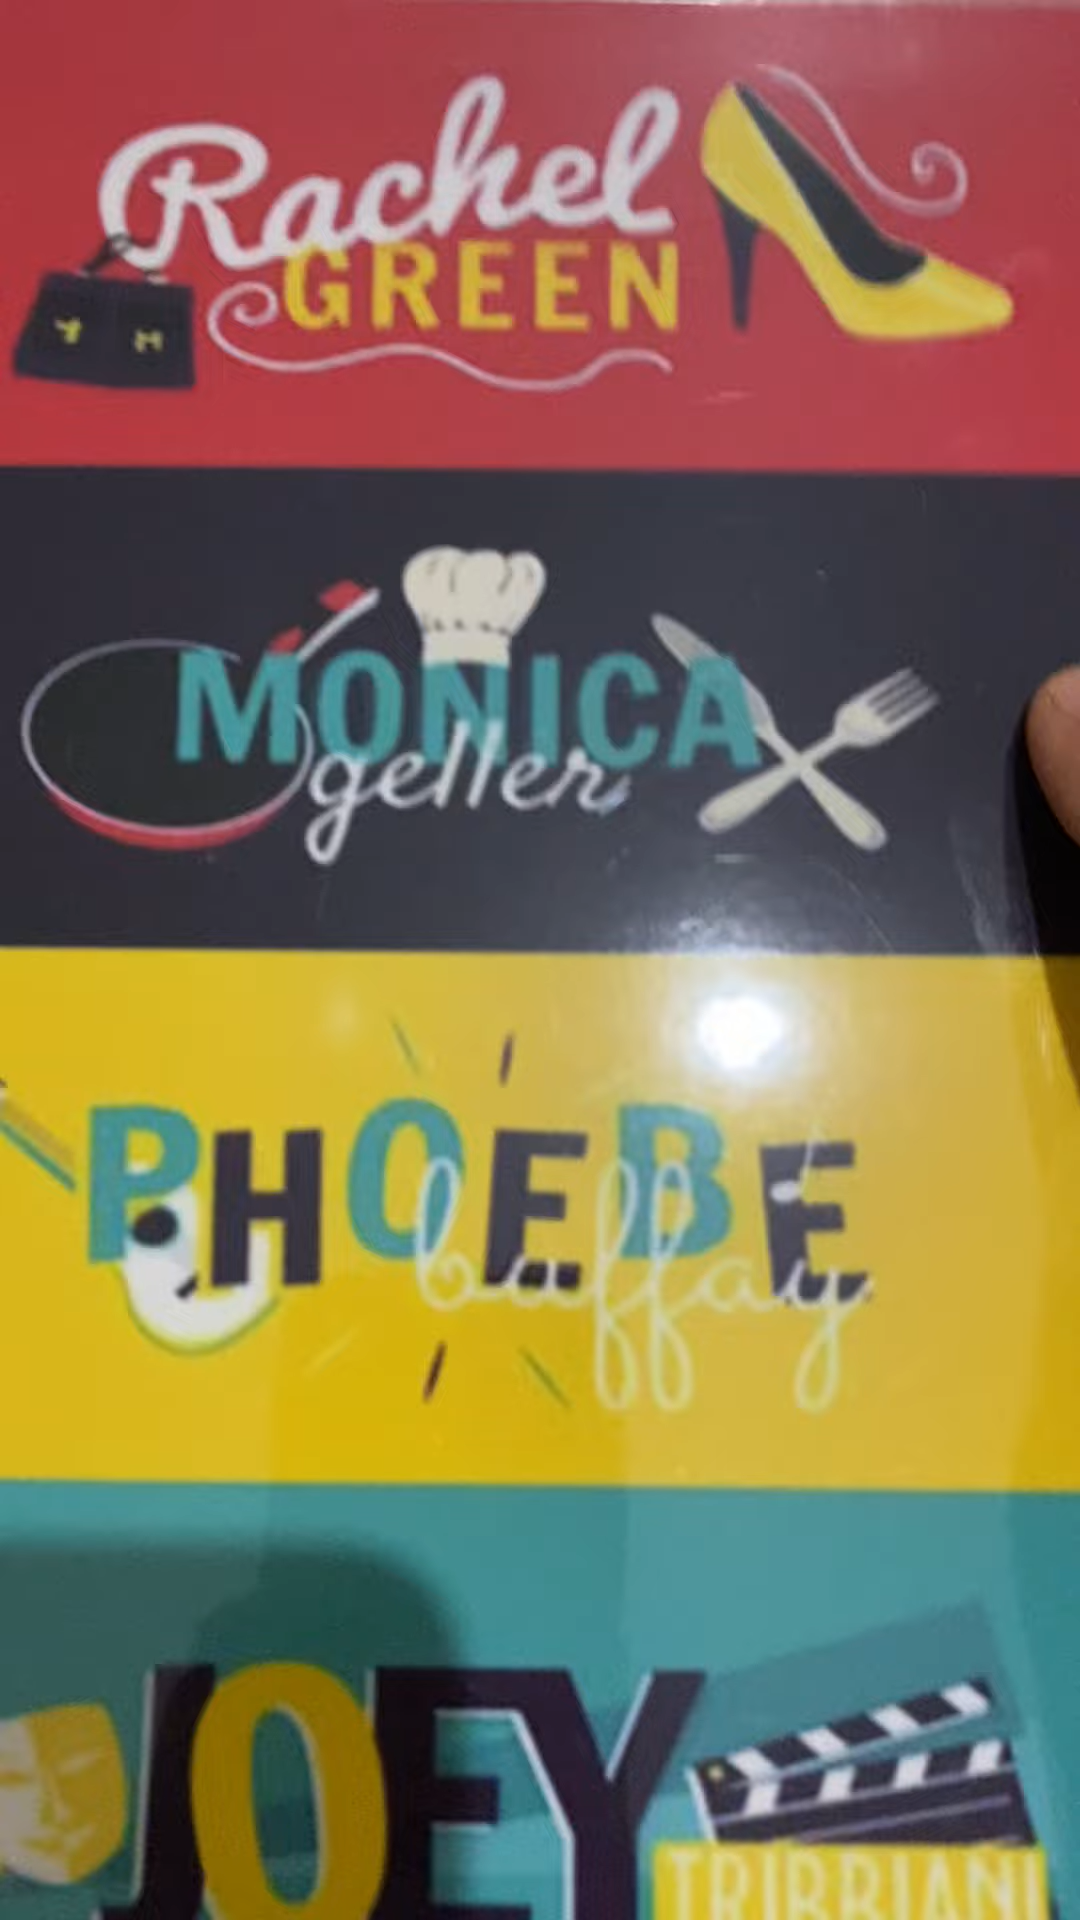 Rachel
GREEN
MONICA
geller
PHOEBE
buffay
JOEY
TRIBBIANI